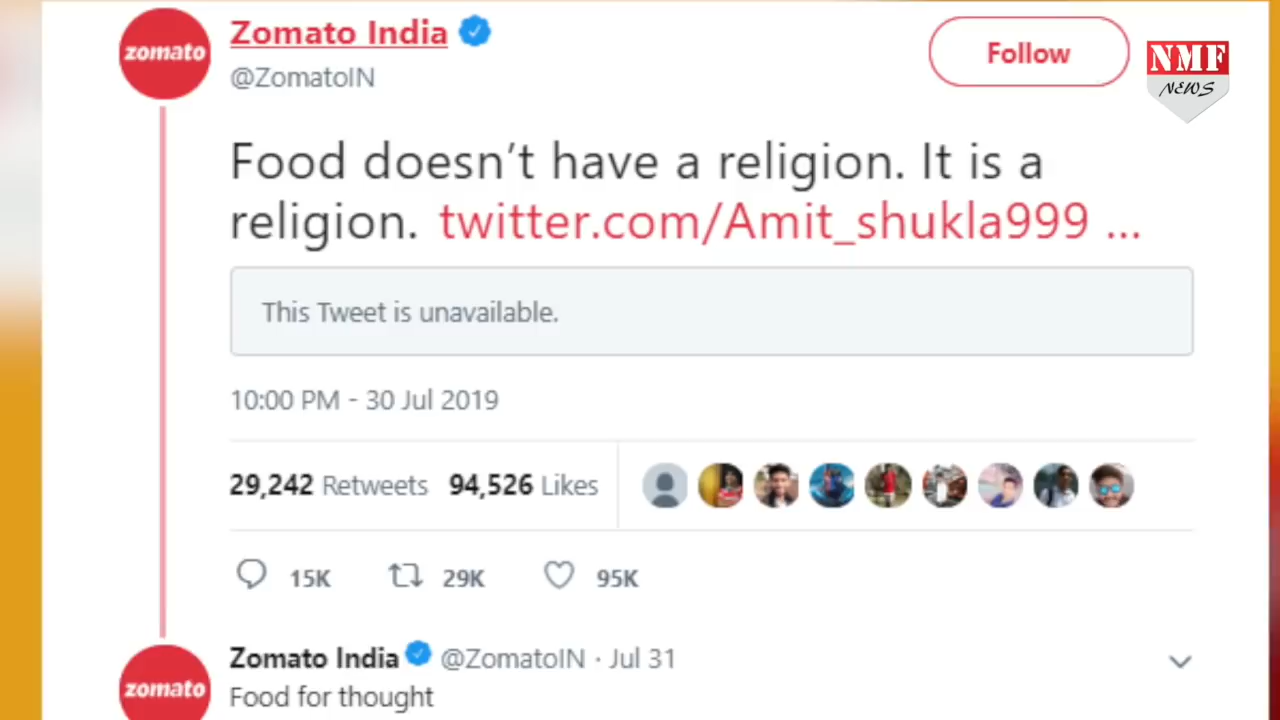 zomato
Zomato India
@ZomatoIN
Follow
NMF
NEWS
Food doesn't have a religion. It is a
religion. twitter.com/Amit_shukla999 ...
This Tweet is unavailable.
10:00 PM - 30 Jul 2019
29,242 Retweets 94,526 Likes
15K 29K 95K
zomato
Zomato India @ZomatoIN · Jul 31
Food for thought